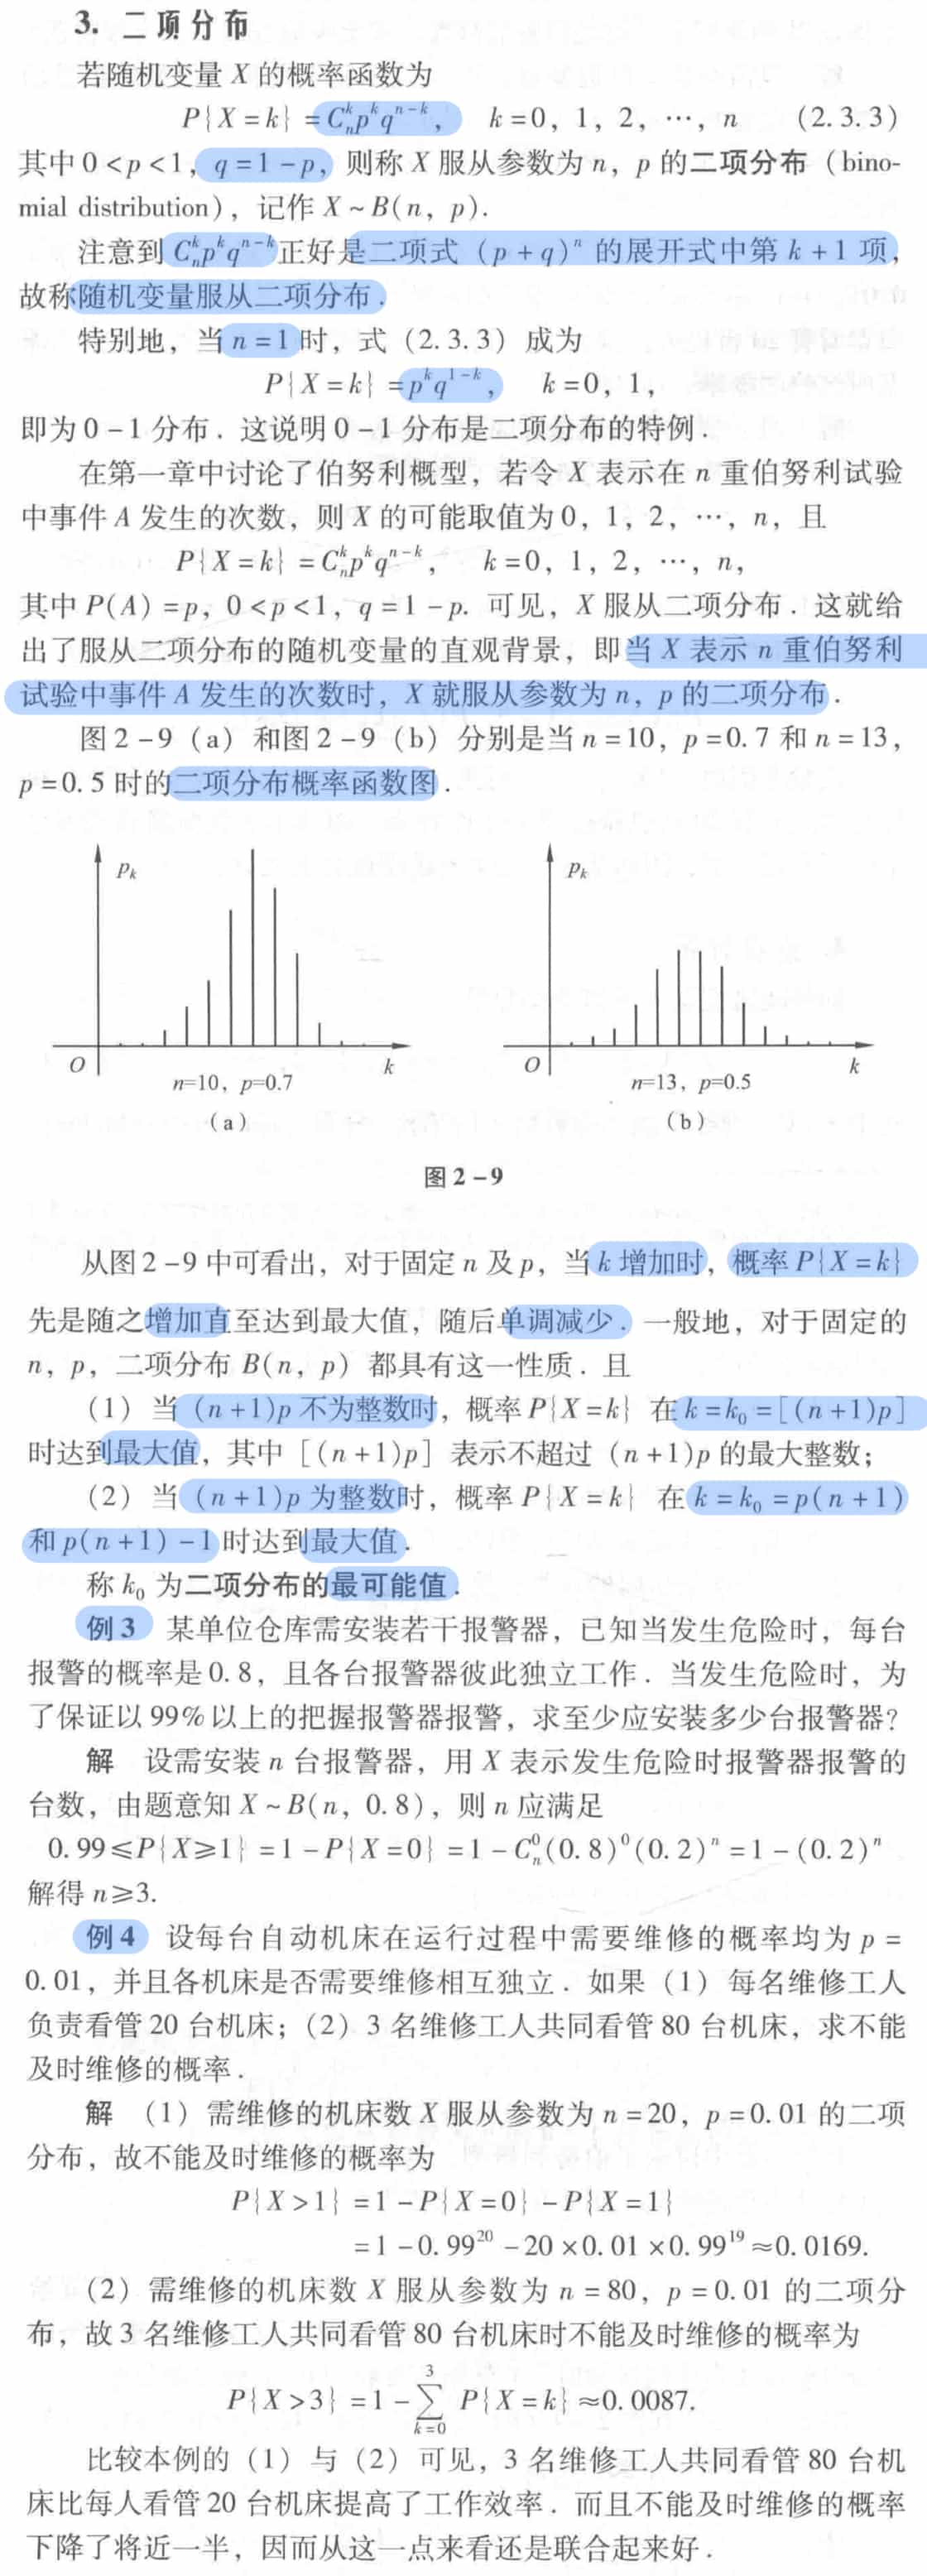 3. 二项分布
若随机变量 X 的概率函数为
P{X=k}=C_n^k p^k q^{n-k}, k=0, 1, 2, …, n (2.3.3)
其中 0<p<1, q=1-p, 则称 X 服从参数为 n, p 的二项分布 (bino-
mial distribution), 记作 X~B(n, p).
注意到 C_n^k p^k q^{n-k} 正好是二项式 (p+q)^n 的展开式中第 k+1 项,
故称随机变量服从二项分布.
特别地, 当 n=1 时, 式 (2.3.3) 成为
P{X=k}=p^k q^{1-k}, k=0, 1,
即为 0-1 分布. 这说明 0-1 分布是二项分布的特例.
在第一章中讨论了伯努利概型, 若令 X 表示在 n 重伯努利试验
中事件 A 发生的次数, 则 X 的可能取值为 0, 1, 2, …, n, 且
P{X=k}=C_n^k p^k q^{n-k}, k=0, 1, 2, …, n,
其中 P(A)=p, 0<p<1, q=1-p. 可见, X 服从二项分布. 这就给
出了服从二项分布的随机变量的直观背景, 即当 X 表示 n 重伯努利
试验中事件 A 发生的次数时, X 就服从参数为 n, p 的二项分布.
图 2-9 (a) 和图 2-9 (b) 分别是当 n=10, p=0.7 和 n=13,
p=0.5 时的二项分布概率函数图.
p_k
O
k
n=10, p=0.7
(a)
p_k
O
k
n=13, p=0.5
(b)
图 2-9
从图 2-9 中可看出, 对于固定 n 及 p, 当 k 增加时, 概率 P{X=k}
先是随之增加直至达到最大值, 随后单调减少. 一般地, 对于固定的
n, p, 二项分布 B(n, p) 都具有这一性质. 且
(1) 当 (n+1)p 不为整数时, 概率 P{X=k} 在 k=k_0=[(n+1)p]
时达到最大值, 其中 [(n+1)p] 表示不超过 (n+1)p 的最大整数;
(2) 当 (n+1)p 为整数时, 概率 P{X=k} 在 k=k_0=p(n+1)
和 p(n+1)-1 时达到最大值.
称 k_0 为二项分布的最可能值.
例 3 某单位仓库需安装若干报警器, 已知当发生危险时, 每台
报警的概率是 0.8, 且各台报警器彼此独立工作. 当发生危险时, 为
了保证以 99% 以上的把握报警器报警, 求至少应安装多少台报警器?
解 设需安装 n 台报警器, 用 X 表示发生危险时报警器报警的
台数, 由题意知 X~B(n, 0.8), 则 n 应满足
0.99≤P{X≥1}=1-P{X=0}=1-C_n^0(0.8)^0(0.2)^n=1-(0.2)^n
解得 n≥3.
例 4 设每台自动机床在运行过程中需要维修的概率均为 p=
0.01, 并且各机床是否需要维修相互独立. 如果 (1) 每名维修工人
负责看管 20 台机床; (2) 3 名维修工人共同看管 80 台机床, 求不能
及时维修的概率.
解 (1) 需维修的机床数 X 服从参数为 n=20, p=0.01 的二项
分布, 故不能及时维修的概率为
P{X>1}=1-P{X=0}-P{X=1}
=1-0.99^{20}-20×0.01×0.99^{19}≈0.0169.
(2) 需维修的机床数 X 服从参数为 n=80, p=0.01 的二项分
布, 故 3 名维修工人共同看管 80 台机床时不能及时维修的概率为
P{X>3}=1-∑_{k=0}^{3} P{X=k}≈0.0087.
比较本例的 (1) 与 (2) 可见, 3 名维修工人共同看管 80 台机
床比每人看管 20 台机床提高了工作效率. 而且不能及时维修的概率
下降了将近一半, 因而从这一点来看还是联合起来好.